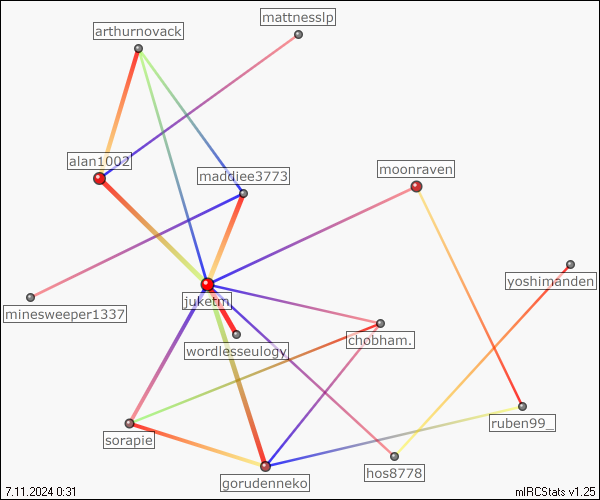 mattnesslp
arthurnovack
alan1002
maddiee3773
moonraven
yoshimanden
juketm
minesweeper1337
chobham.
wordlesseulogy
ruben99_
sorapie
hos8778
gorudenneko
7.11.2024 0:31
mIRCStats v1.25